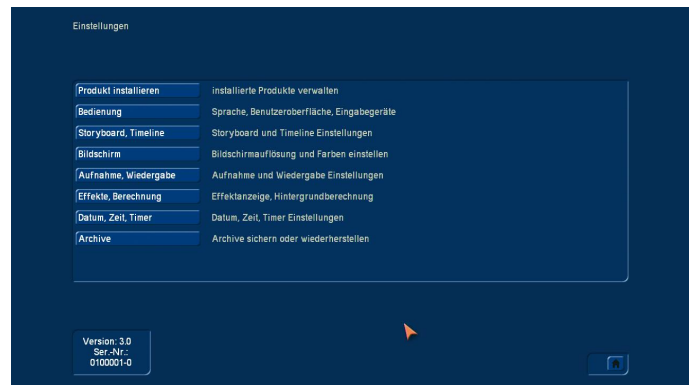 Einstellungen
Produkt installieren installierte Produkte verwalten
Bedienung Sprache, Benutzeroberfläche, Eingabegeräte
Storyboard, Timeline Storyboard und Timeline Einstellungen
Bildschirm Bildschirmauflösung und Farben einstellen
Aufnahme, Wiedergabe Aufnahme und Wiedergabe Einstellungen
Effekte, Berechnung Effektanzeige, Hintergrundberechnung
Datum, Zeit, Timer Datum, Zeit, Timer Einstellungen
Archive Archive sichern oder wiederherstellen
Version: 3.0
Ser.-Nr.:
0100001-0